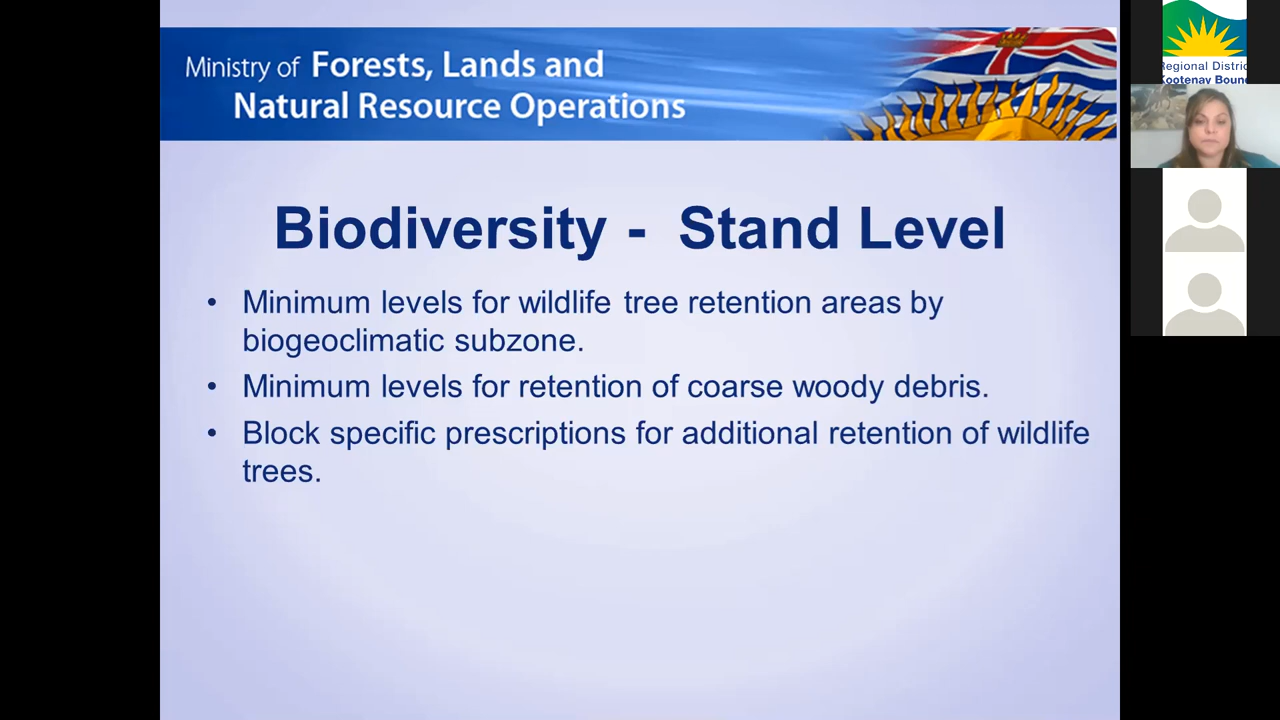 Ministry of Forests, Lands and
Natural Resource Operations
Biodiversity - Stand Level
• Minimum levels for wildlife tree retention areas by
biogeoclimatic subzone.
• Minimum levels for retention of coarse woody debris.
• Block specific prescriptions for additional retention of wildlife
trees.
Regional Distric
Kootenay Boun